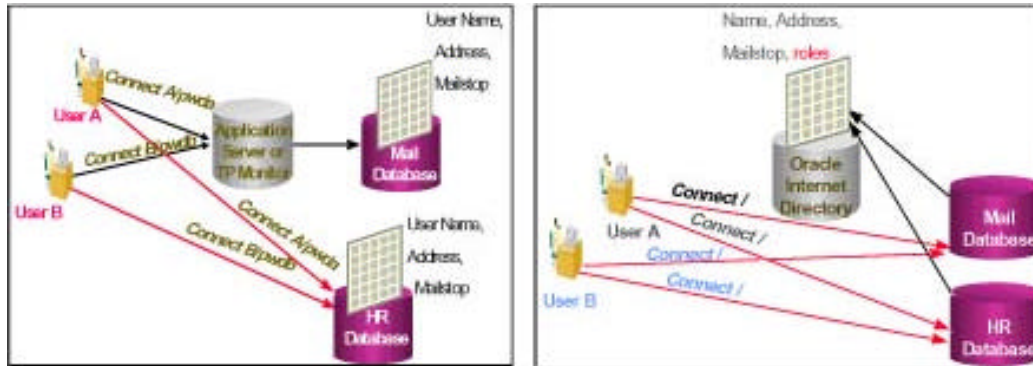 User Name,
Address,
Mailstop
Connect A/pwda
User A
Connect B/pwdb
User B
Application
Server or
TP Monitor
Mail
Database
Connect A/pwda
Connect B/pwdb
User Name,
Address,
Mailstop
HR
Database
Name, Address,
Mailstop, roles
Oracle
Internet
Directory
Connect /
User A
Connect /
Connect /
User B
Connect /
Mail
Database
HR
Database